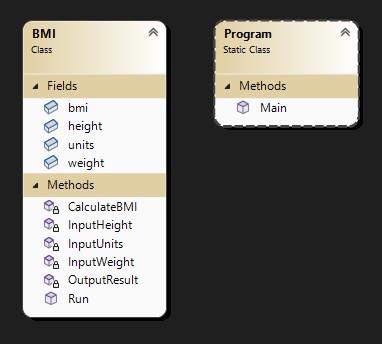 BMI
Class
Fields
bmi
height
units
weight
Methods
CalculateBMI
InputHeight
InputUnits
InputWeight
OutputResult
Run
Program
Static Class
Methods
Main